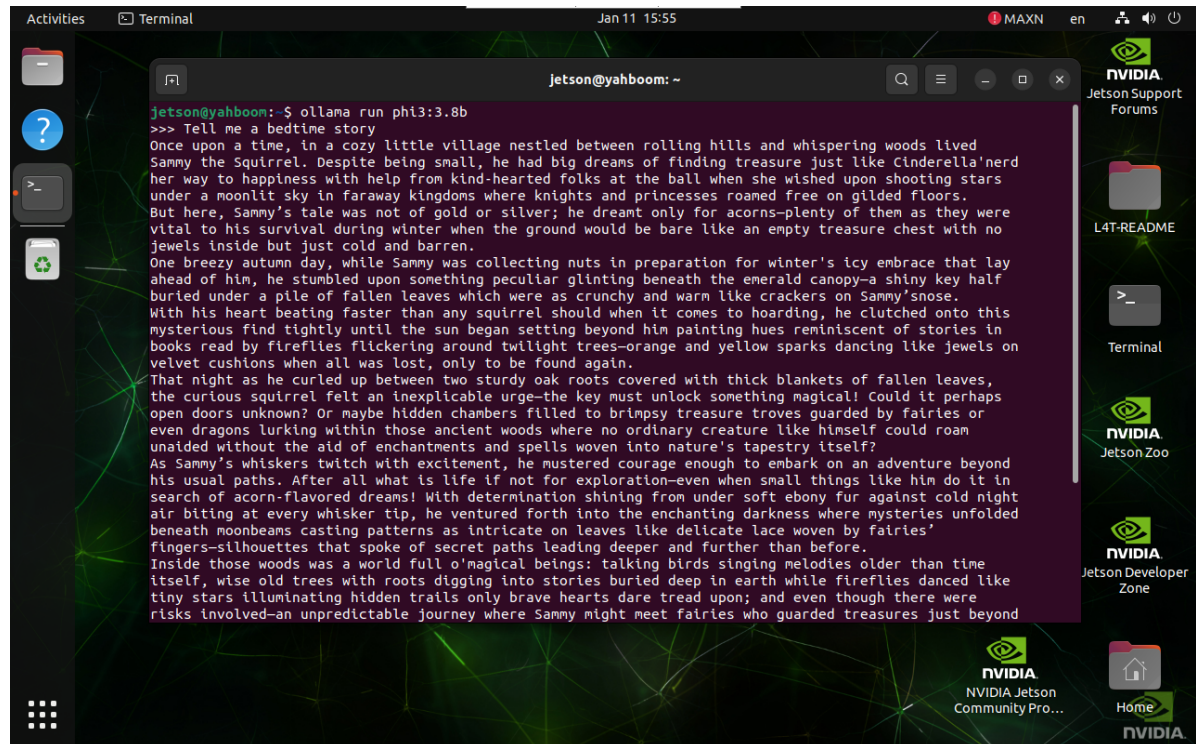 Activities
Terminal
Jan 11 15:55
MAXN
en
jetson@yahboom: ~
jetson@yahboom:~$ ollama run phi3:3.8b
>>> Tell me a bedtime story
Once upon a time, in a cozy little village nestled between rolling hills and whispering woods lived
Sammy the Squirrel. Despite being small, he had big dreams of finding treasure just like Cinderella'nerd
her way to happiness with help from kind-hearted folks at the ball when she wished upon shooting stars
under a moonlit sky in faraway kingdoms where knights and princesses roamed free on gilded floors.
But here, Sammy’s tale was not of gold or silver; he dreamt only for acorns—plenty of them as they were
vital to his survival during winter when the ground would be bare like an empty treasure chest with no
jewels inside but just cold and barren.
One breezy autumn day, while Sammy was collecting nuts in preparation for winter's icy embrace that lay
ahead of him, he stumbled upon something peculiar glinting beneath the emerald canopy—a shiny key half
buried under a pile of fallen leaves which were as crunchy and warm like crackers on Sammy’snose.
With his heart beating faster than any squirrel should when it comes to hoarding, he clutched onto this
mysterious find tightly until the sun began setting beyond him painting hues reminiscent of stories in
books read by fireflies flickering around twilight trees—orange and yellow sparks dancing like jewels on
velvet cushions when all was lost, only to be found again.
That night as he curled up between two sturdy oak roots covered with thick blankets of fallen leaves,
the curious squirrel felt an inexplicable urge—the key must unlock something magical! Could it perhaps
open doors unknown? Or maybe hidden chambers filled to brimpsy treasure troves guarded by fairies or
even dragons lurking within those ancient woods where no ordinary creature like himself could roam
unaided without the aid of enchantments and spells woven into nature's tapestry itself?
As Sammy’s whiskers twitch with excitement, he mustered courage enough to embark on an adventure beyond
his usual paths. After all what is life if not for exploration—even when small things like him do it in
search of acorn-flavored dreams! With determination shining from under soft ebony fur against cold night
air biting at every whisker tip, he ventured forth into the enchanting darkness where mysteries unfolded
beneath moonbeams casting patterns as intricate on leaves like delicate lace woven by fairies’
fingers—silhouettes that spoke of secret paths leading deeper and further than before.
Inside those woods was a world full o'magical beings: talking birds singing melodies older than time
itself, wise old trees with roots digging into stories buried deep in earth while fireflies danced like
tiny stars illuminating hidden trails only brave hearts dare tread upon; and even though there were
risks involved—an unpredictable journey where Sammy might meet fairies who guarded treasures just beyond
NVIDIA.
Jetson Support
Forums
L4T-README
Terminal
NVIDIA.
Jetson Zoo
NVIDIA.
Jetson Developer
Zone
NVIDIA.
NVIDIA Jetson
Community Pro...
Home
NVIDIA.